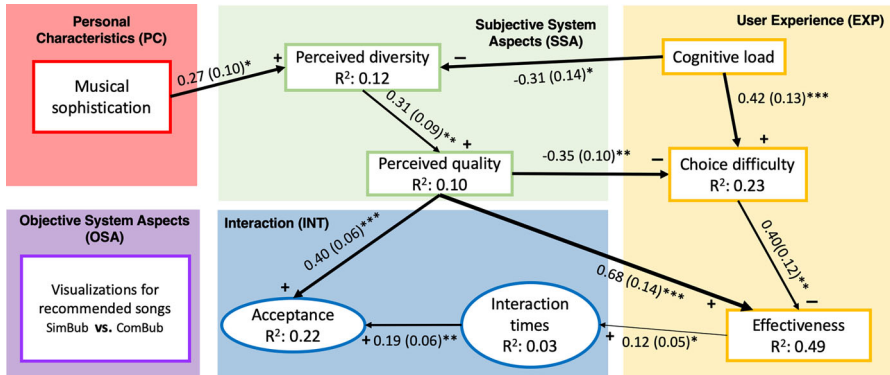 Personal
Characteristics (PC)
Musical
sophistication
0.27 (0.10)*
+
Subjective System
Aspects (SSA)
Perceived diversity
R²: 0.12
−
-0.31 (0.14)*
0.31 (0.09)**
+
Perceived quality
R²: 0.10
-0.35 (0.10)**
−
User Experience (EXP)
Cognitive load
0.42 (0.13)***
+
Choice difficulty
R²: 0.23
0.40(0.12)**
−
Effectiveness
R²: 0.49
Objective System Aspects
(OSA)
Visualizations for
recommended songs
SimBub vs. ComBub
Interaction (INT)
0.40 (0.06)***
+
Acceptance
R²: 0.22
+ 0.19 (0.06)**
Interaction
times
R²: 0.03
0.68 (0.14)***
+
+ 0.12 (0.05)*